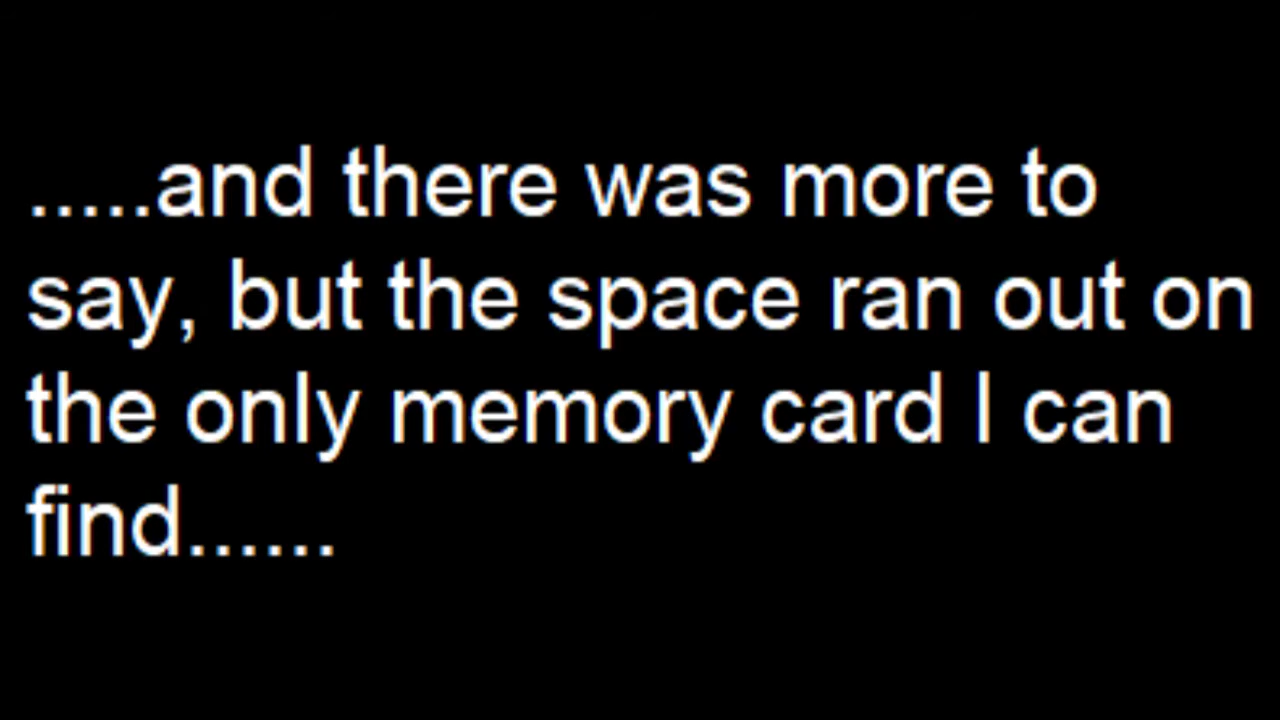 .....and there was more to
say, but the space ran out on
the only memory card I can
find......